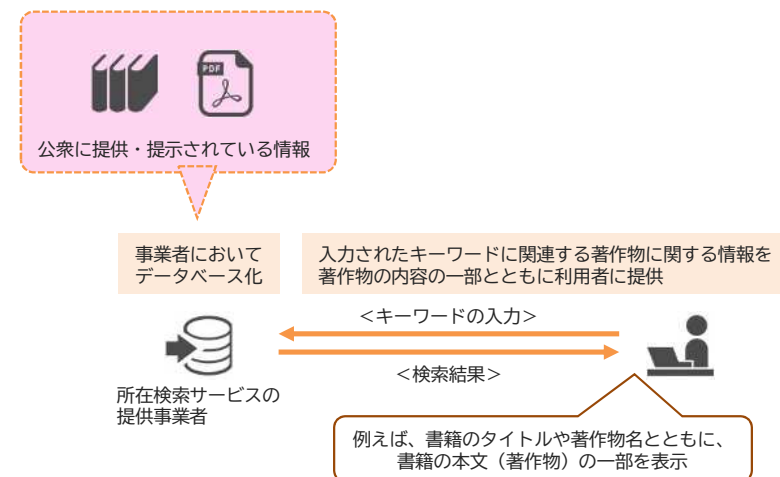 PDF
公衆に提供・提示されている情報
事業者において
データベース化
入力されたキーワードに関連する著作物に関する情報を
著作物の内容の一部とともに利用者に提供
＜キーワードの入力＞
＜検索結果＞
所在検索サービスの
提供事業者
例えば、書籍のタイトルや著作物名とともに、
書籍の本文（著作物）の一部を表示